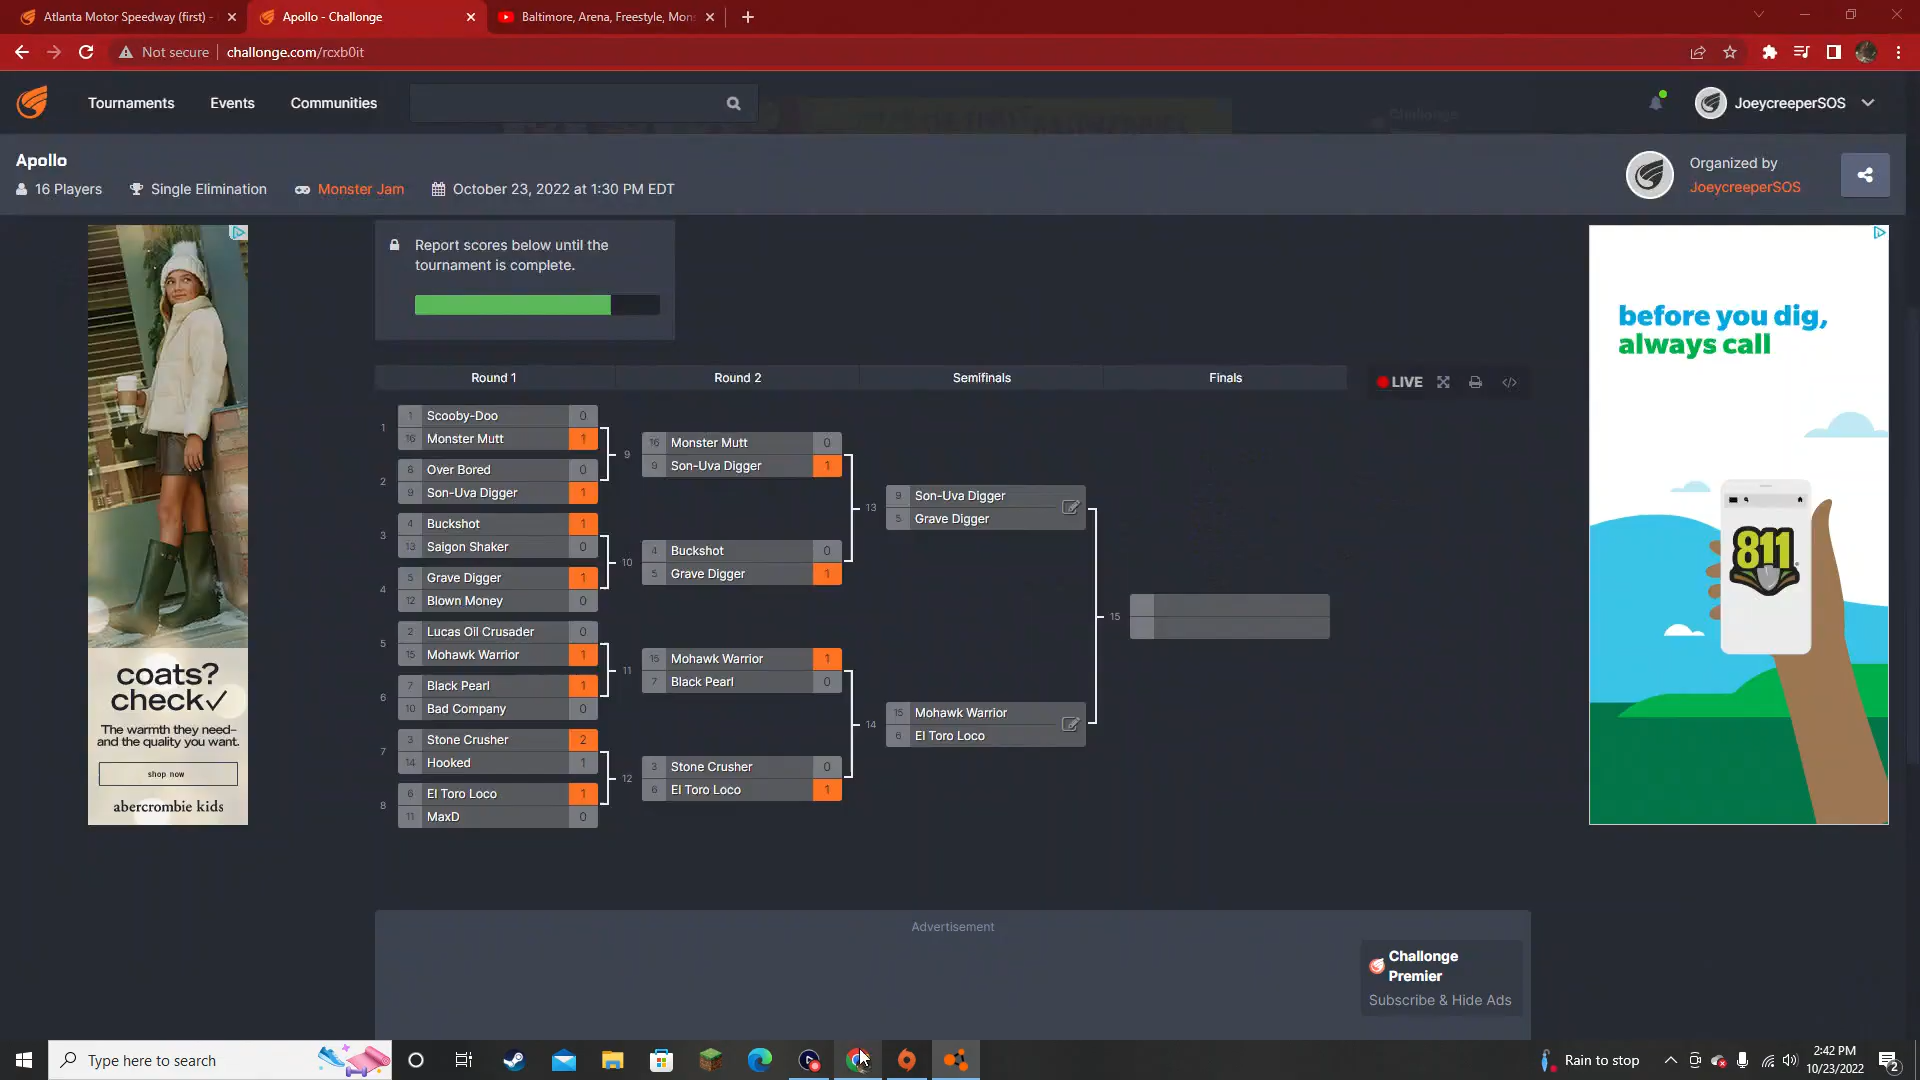 Atlanta Motor Speedway (first) -
Apollo - Challonge
Baltimore, Arena, Freestyle, Mon
Not secure
challonge.com/rcxb0it
Tournaments
Events
Communities
JoeycreeperSOS
Apollo
16 Players
Single Elimination
Monster Jam
October 23, 2022 at 1:30 PM EDT
Organized by
JoeycreeperSOS
Report scores below until the
tournament is complete.
Round 1
Round 2
Semifinals
Finals
LIVE
1
1 Scooby-Doo 0
16 Monster Mutt 1
2
8 Over Bored 0
9 Son-Uva Digger 1
3
4 Buckshot 1
13 Saigon Shaker 0
4
5 Grave Digger 1
12 Blown Money 0
5
2 Lucas Oil Crusader 0
15 Mohawk Warrior 1
6
7 Black Pearl 1
10 Bad Company 0
7
3 Stone Crusher 2
14 Hooked 1
8
6 El Toro Loco 1
11 MaxD 0
9
16 Monster Mutt 0
9 Son-Uva Digger 1
10
4 Buckshot 0
5 Grave Digger 1
11
15 Mohawk Warrior 1
7 Black Pearl 0
12
3 Stone Crusher 0
6 El Toro Loco 1
13
9 Son-Uva Digger
5 Grave Digger
14
15 Mohawk Warrior
6 El Toro Loco
15
coats?
check✓
The warmth they need–
and the quality you want.
shop now
abercrombie kids
before you dig,
always call
811
Advertisement
Challonge
Premier
Subscribe & Hide Ads
Type here to search
Rain to stop
2:42 PM
10/23/2022
2